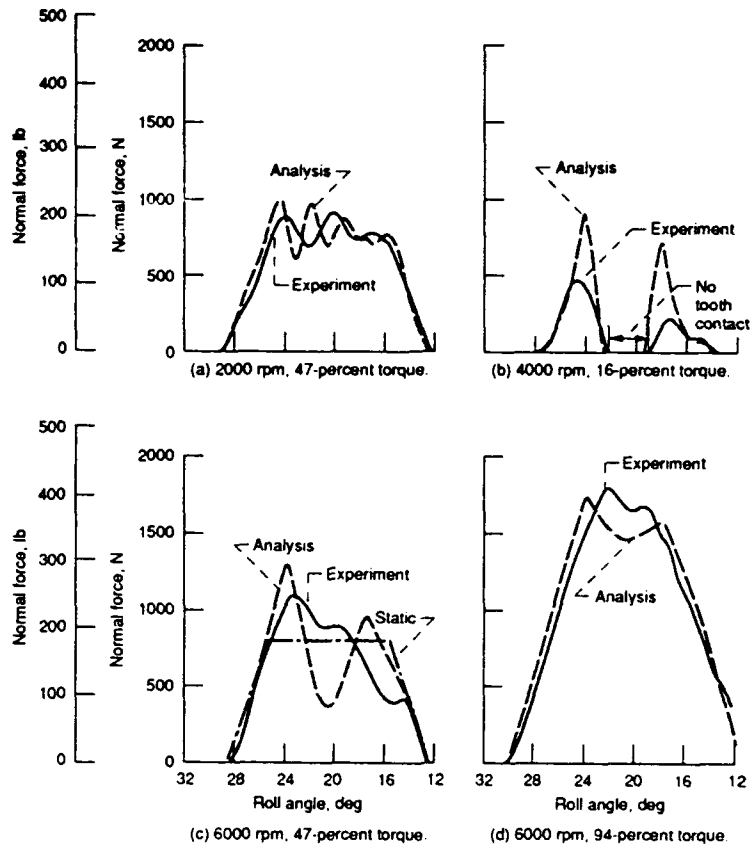 500
400
300
200
100
0
Normal force, lb
2000
1500
1000
500
0
Normal force, N
Analysis
Experiment
(a) 2000 rpm, 47-percent torque.
Analysis
Experiment
No
tooth
contact
(b) 4000 rpm, 16-percent torque.
500
400
300
200
100
0
Normal force, lb
2000
1500
1000
500
0
Normal force, N
Analysis
Experiment
Static
32 28 24 20 16 12
Roll angle, deg
(c) 6000 rpm, 47-percent torque.
Experiment
Analysis
32 28 24 20 16 12
Roll angle, deg
(d) 6000 rpm, 94-percent torque.